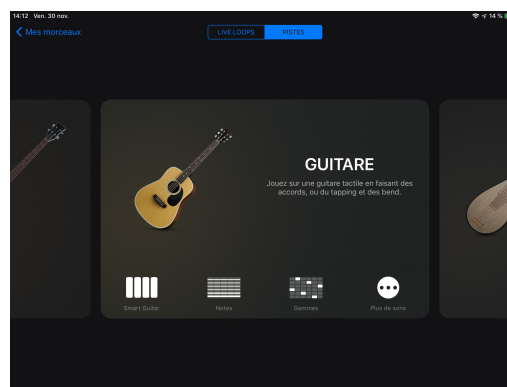 14:12 Ven. 30 nov.
14 %
Mes morceaux
LIVE LOOPS
PISTES
GUITARE
Jouez sur une guitare tactile en faisant des
accords, ou du tapping et des bend.
Smart Guitar
Notes
Gammes
Plus de sons